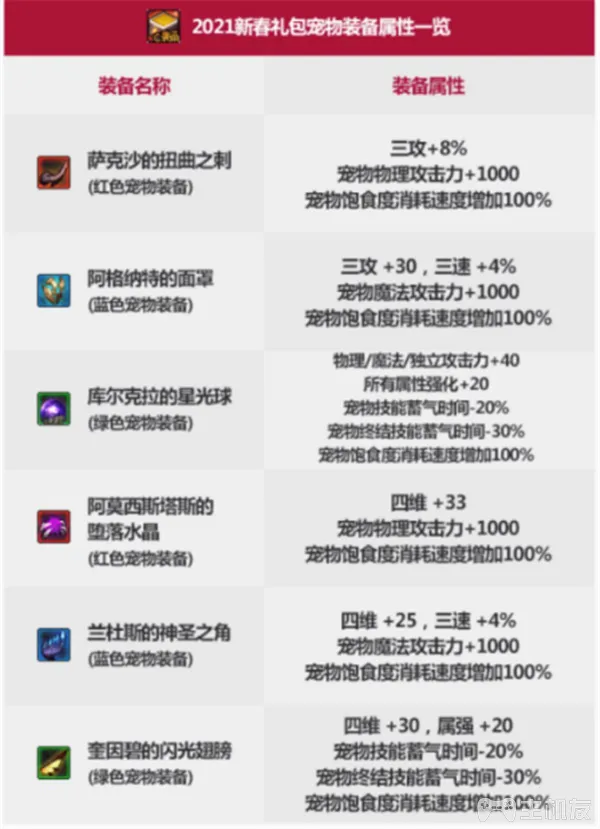 2021新春礼包宠物装备属性一览
装备名称
装备属性
萨克沙的扭曲之刺
(红色宠物装备)
三攻+8%
宠物物理攻击力+1000
宠物饱食度消耗速度增加100%
阿格纳特的面罩
(蓝色宠物装备)
三攻 +30，三速 +4%
宠物魔法攻击力+1000
宠物饱食度消耗速度增加100%
库尔克拉的星光球
(绿色宠物装备)
物理/魔法/独立攻击力+40
所有属性强化+20
宠物技能蓄气时间-20%
宠物终结技能蓄气时间-30%
宠物饱食度消耗速度增加100%
阿莫西斯塔斯的
堕落水晶
(红色宠物装备)
四维 +33
宠物物理攻击力+1000
宠物饱食度消耗速度增加100%
兰杜斯的神圣之角
(蓝色宠物装备)
四维 +25，三速 +4%
宠物魔法攻击力+1000
宠物饱食度消耗速度增加100%
奎因碧的闪光翅膀
(绿色宠物装备)
四维 +30，属强 +20
宠物技能蓄气时间-20%
宠物终结技能蓄气时间-30%
宠物饱食度消耗速度增加100%
手机友